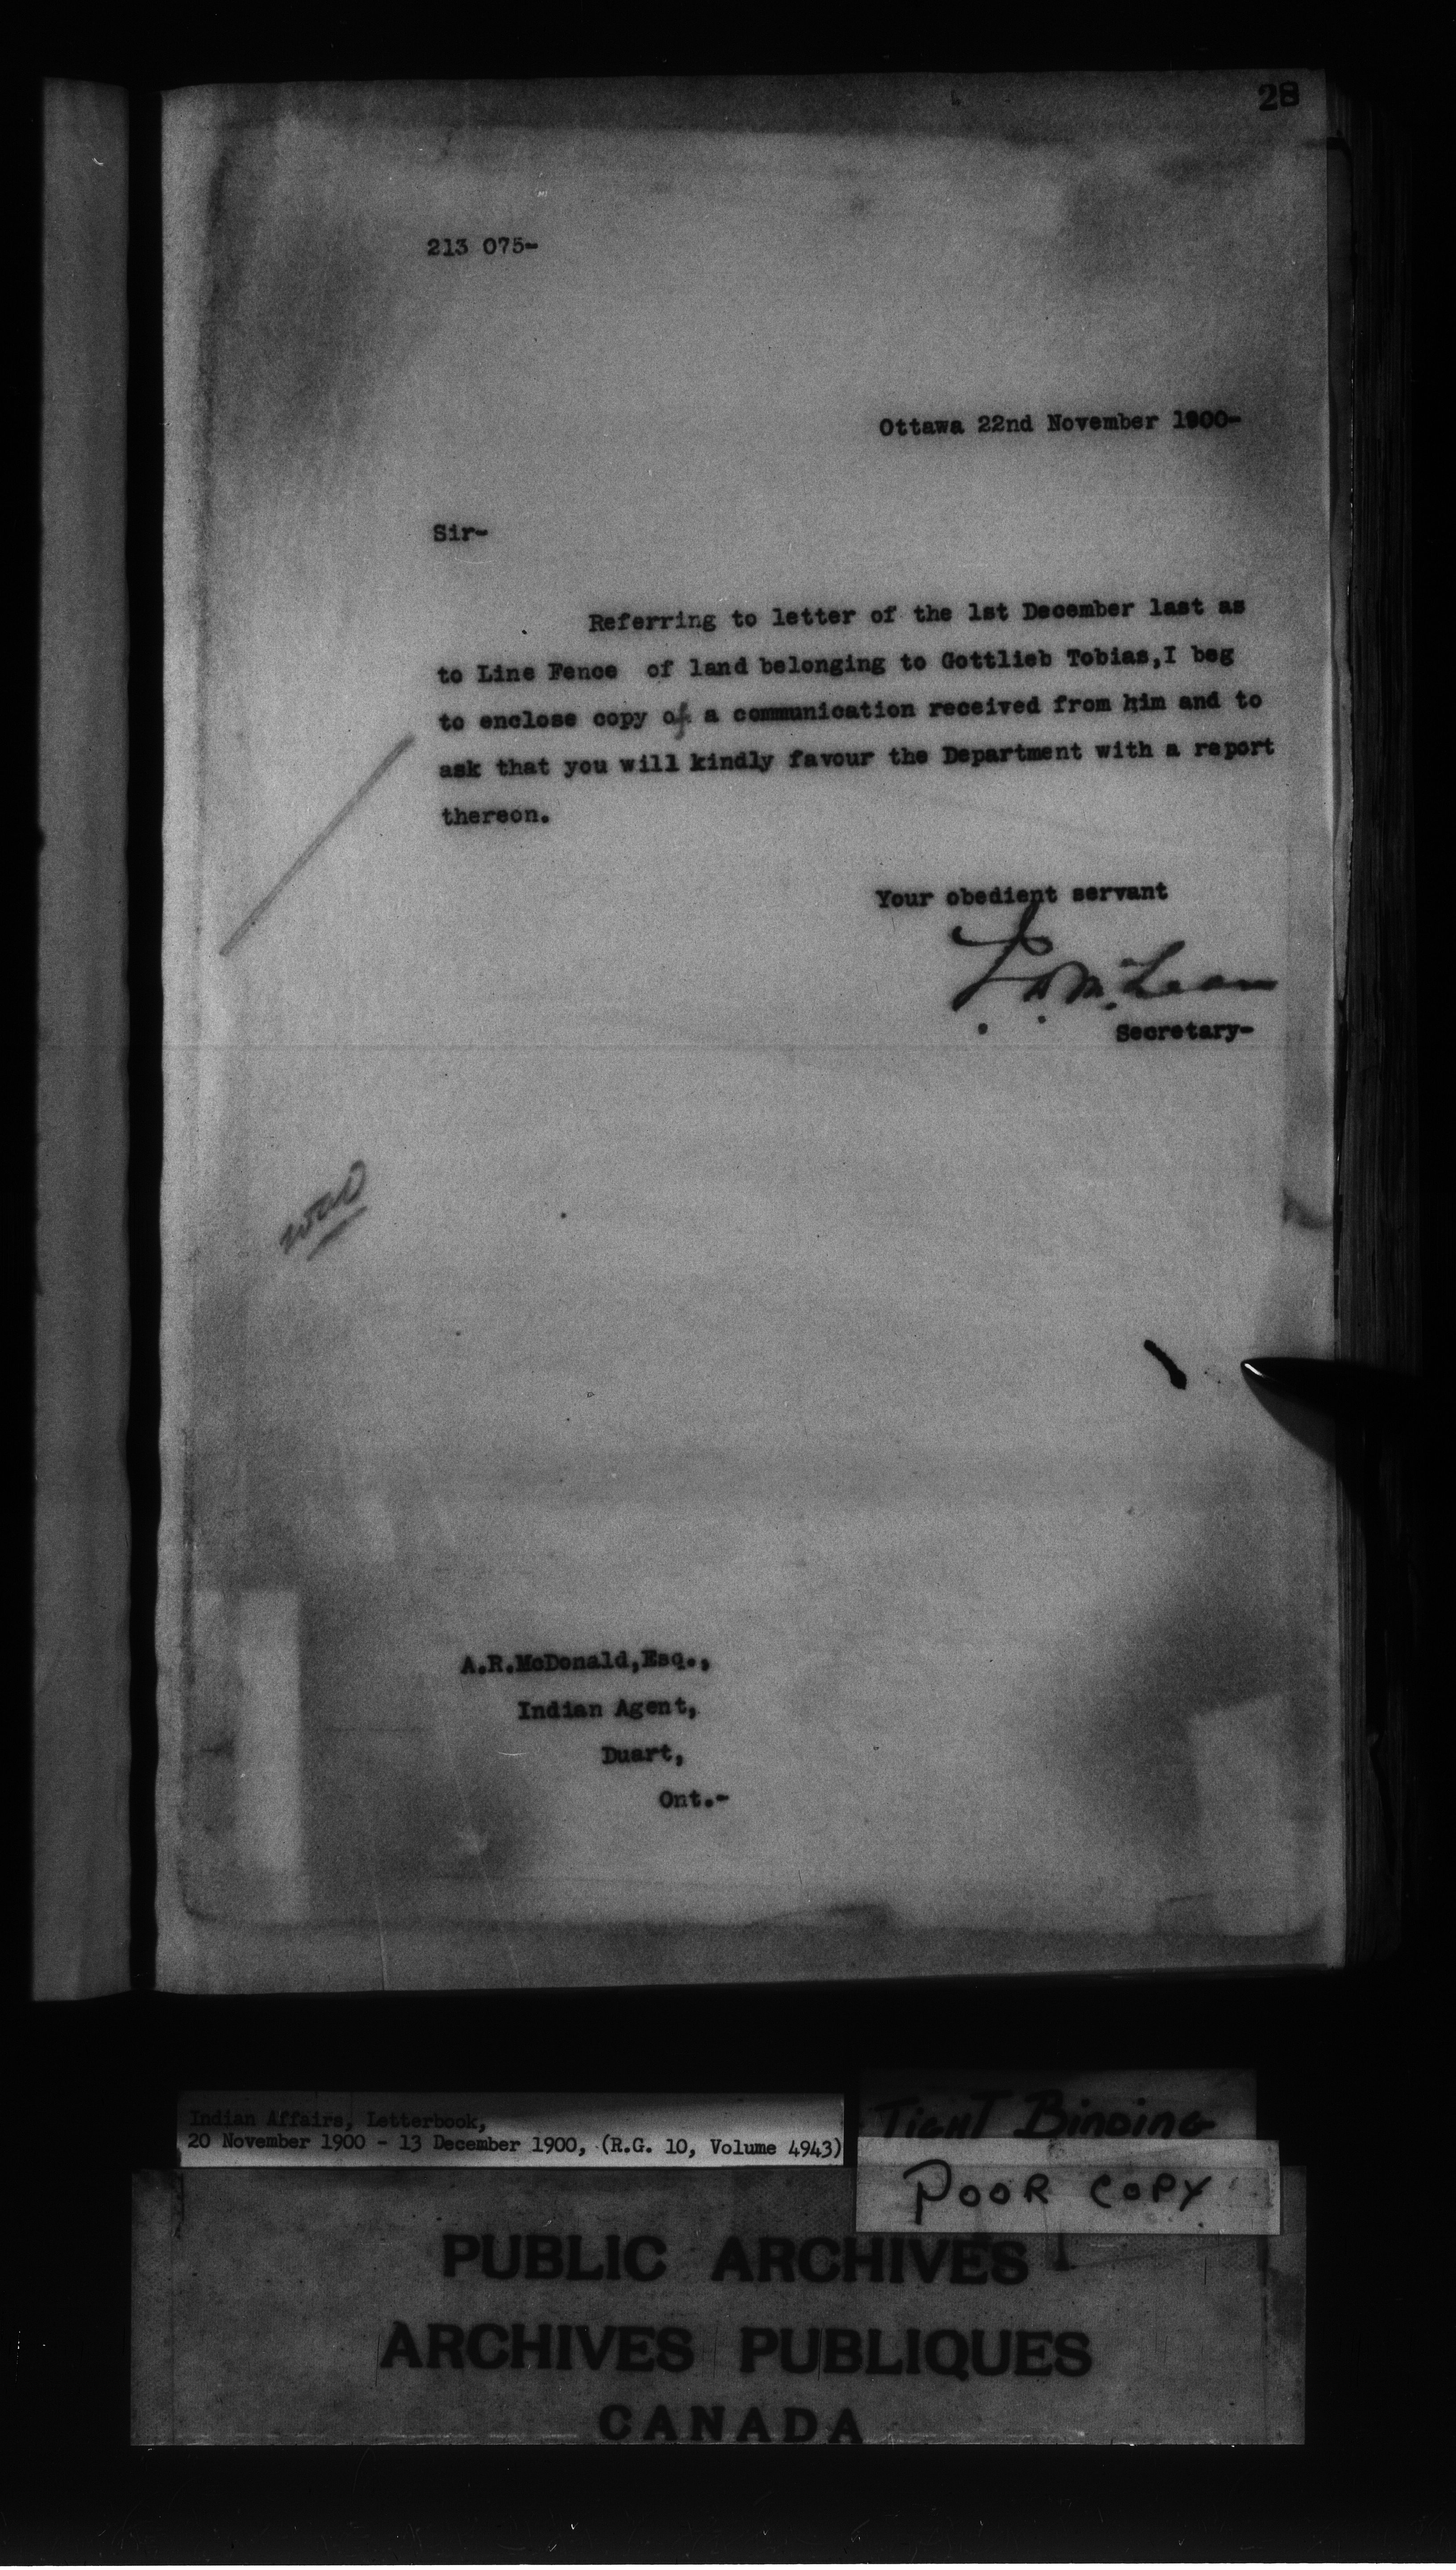 28
213 075-
Ottawa 22nd November 1900-
Sir-
Referring to letter of the 1st December last as
to Line Fence of land belonging to Gottlieb Tobias,I beg
to enclose copy of a communication received from him and to
ask that you will kindly favour the Department with a report
thereon.
Your obedient servant
J. D. McLean
Secretary-
A.R.McDonald,Esq.,
Indian Agent,
Duart,
Ont.-
Indian Affairs, Letterbook,
20 November 1900 - 13 December 1900, (R.G. 10, Volume 4943)
TIGHT BINDING
POOR COPY
PUBLIC ARCHIVES
ARCHIVES PUBLIQUES
CANADA